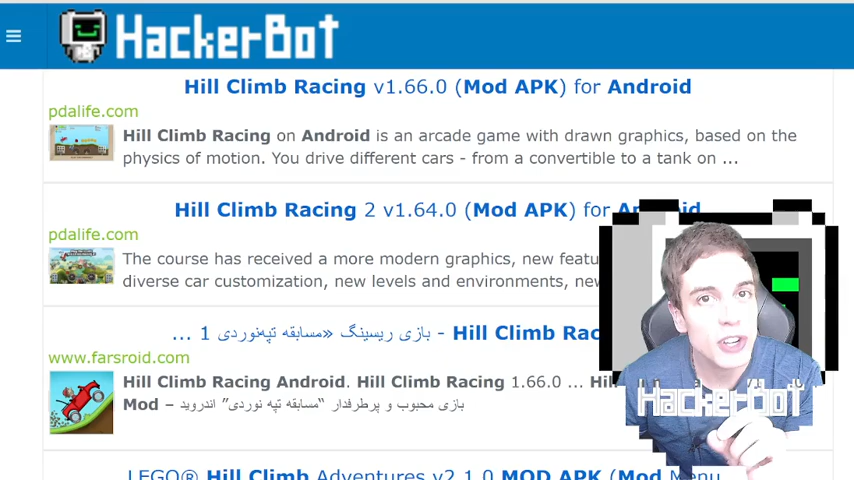 HackerBot
Hill Climb Racing v1.66.0 (Mod APK) for Android
pdalife.com
Hill Climb Racing on Android is an arcade game with drawn graphics, based on the
physics of motion. You drive different cars - from a convertible to a tank on ...
Hill Climb Racing 2 v1.64.0 (Mod APK) for Android
pdalife.com
The course has received a more modern graphics, new
diverse car customization, new levels and environments,
بازی ریسینگ «مسابقه تپه‌نوردی 1 ... - Hill Climb
www.farsroid.com
Hill Climb Racing Android. Hill Climb Racing 1.66.0 ...
بازی محبوب و پرطرفدار “مسابقه تپه نوردی” اندروید – Mod
HackerBot
LEGO® Hill Climb Adventures v2.1.0 MOD APK (Mod Menu